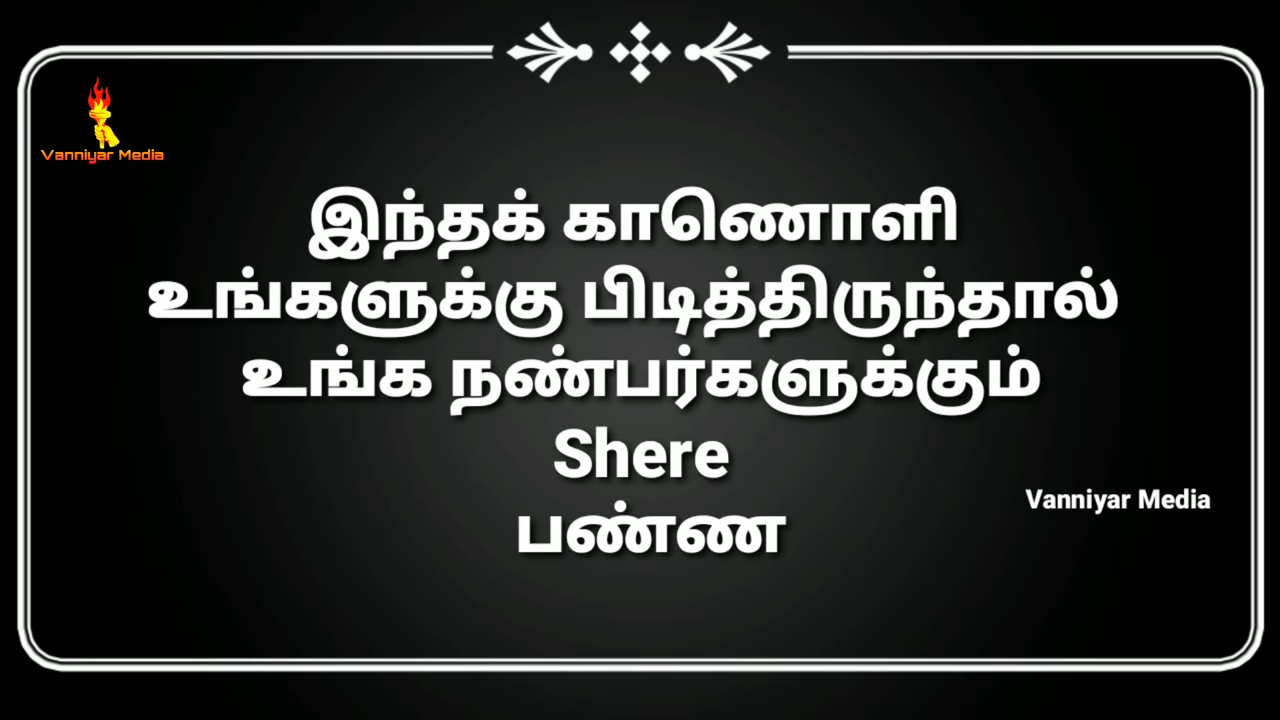 Vanniyar Media
இந்தக் காணொளி
உங்களுக்கு பிடித்திருந்தால்
உங்க நண்பர்களுக்கும்
Shere
Vanniyar Media
பண்ண